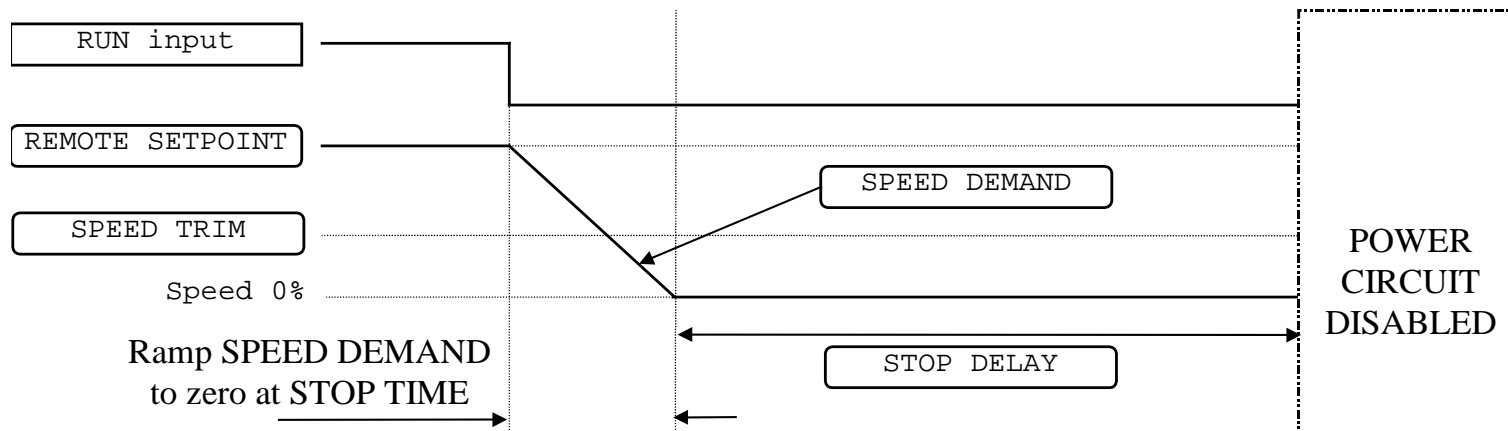 RUN input
REMOTE SETPOINT
SPEED DEMAND
SPEED TRIM
Speed 0%
POWER
CIRCUIT
DISABLED
Ramp SPEED DEMAND
to zero at STOP TIME
STOP DELAY